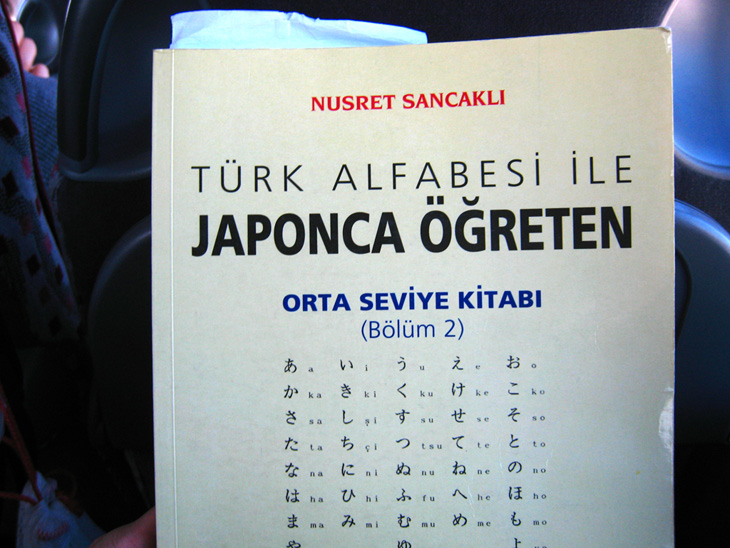 NUSRET SANCAKLI
TÜRK ALFABESİ İLE
JAPONCA ÖĞRETEN
ORTA SEVİYE KİTABI
(Bölüm 2)
あ a い i う u え e お o
か ka き ki く ku け ke こ ko
さ sa し şi す su せ se そ so
た ta ち çi つ tsu て te と to
な na に ni ぬ nu ね ne の no
は ha ひ hi ふ fu へ he ほ ho
ま ma み mi む mu め me も mo
や ゆ よ